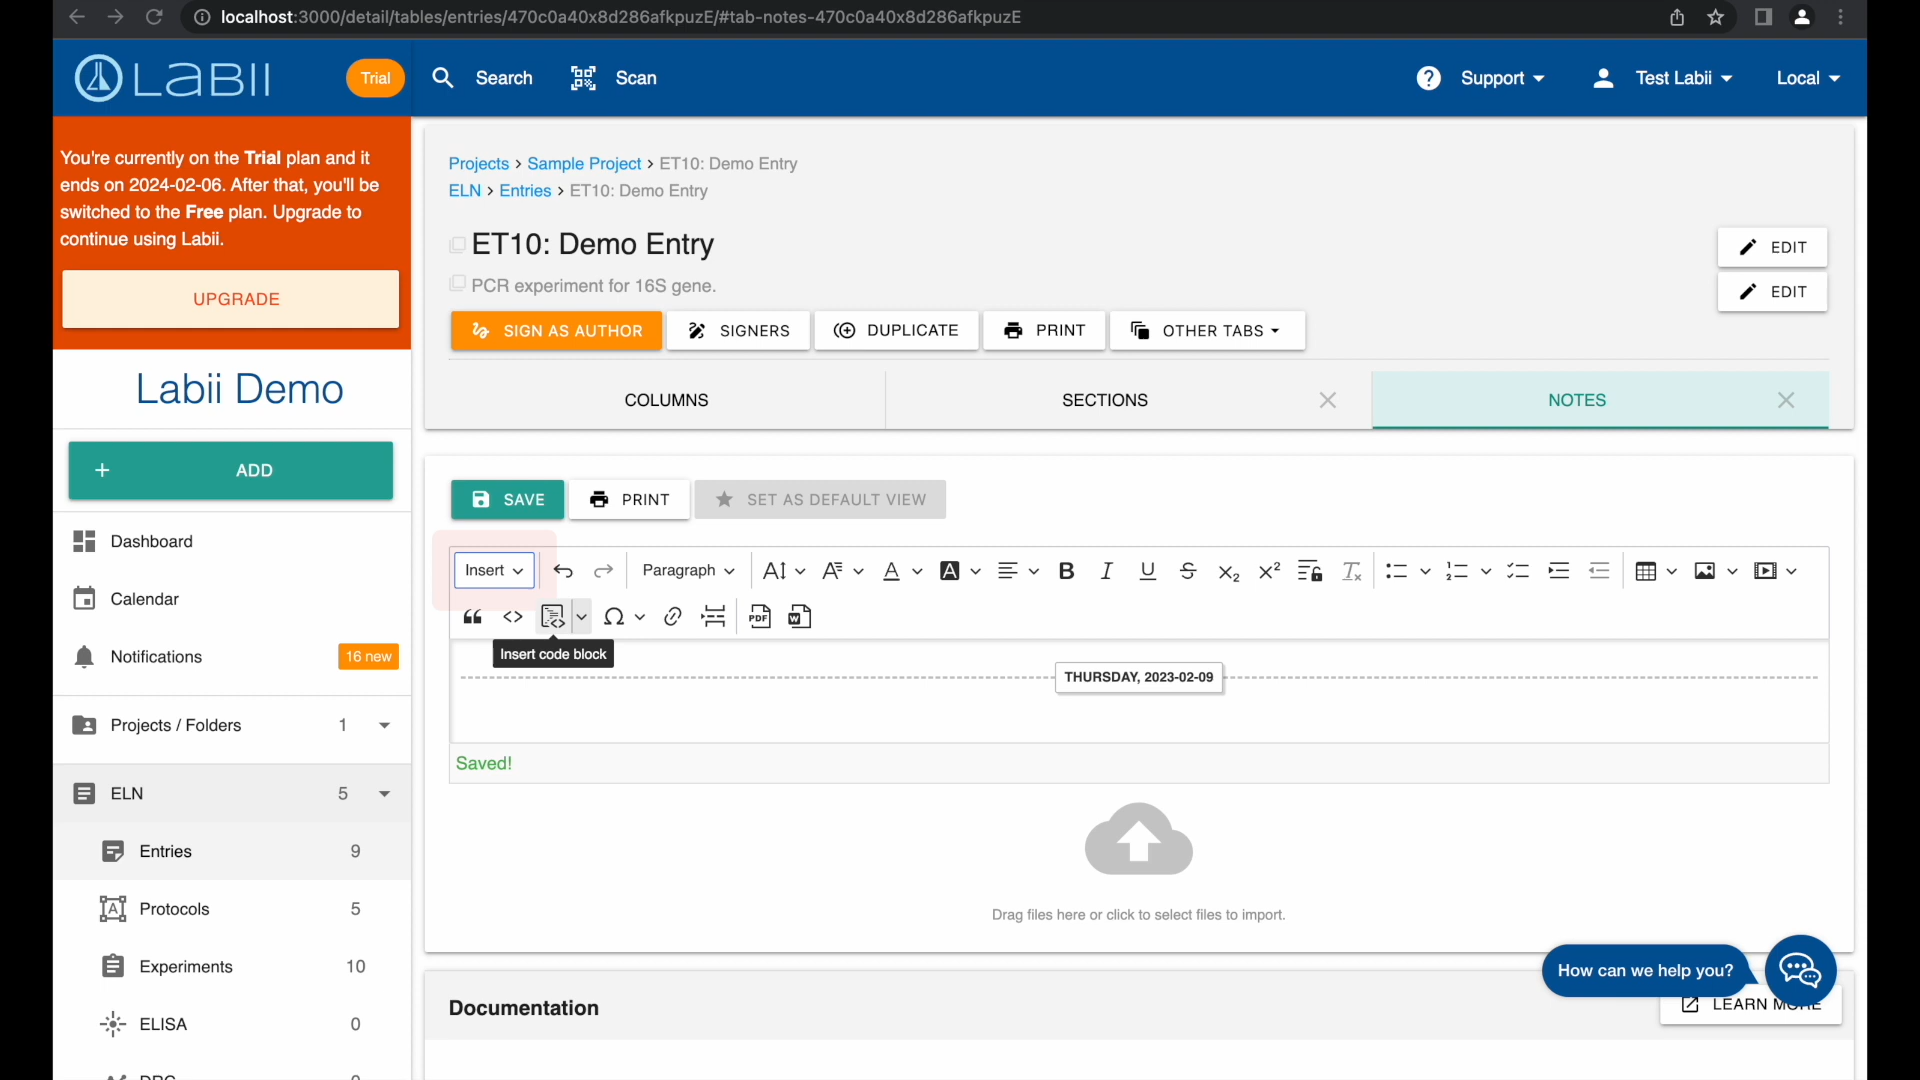 localhost:3000/detail/tables/entries/470c0a40x8d286afkpuzE/#tab-notes-470c0a40x8d286afkpuzE
LaBII
Trial
Search
Scan
Support
Test Labii
Local
You're currently on the Trial plan and it
ends on 2024-02-06. After that, you'll be
switched to the Free plan. Upgrade to
continue using Labii.
UPGRADE
Labii Demo
ADD
Dashboard
Calendar
Notifications 16 new
Projects / Folders 1
ELN 5
Entries 9
Protocols 5
Experiments 10
ELISA 0
Projects > Sample Project > ET10: Demo Entry
ELN > Entries > ET10: Demo Entry
ET10: Demo Entry
EDIT
PCR experiment for 16S gene.
EDIT
SIGN AS AUTHOR SIGNERS DUPLICATE PRINT OTHER TABS
COLUMNS SECTIONS NOTES
SAVE PRINT SET AS DEFAULT VIEW
Insert Paragraph
PDF
Insert code block
THURSDAY, 2023-02-09
Saved!
Drag files here or click to select files to import.
How can we help you?
Documentation
LEARN MORE